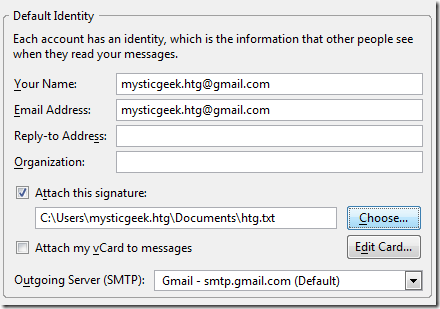 Default Identity
Each account has an identity, which is the information that other people see
when they read your messages.
Your Name: mysticgeek.htg@gmail.com
Email Address: mysticgeek.htg@gmail.com
Reply-to Address:
Organization:
Attach this signature:
C:\Users\mysticgeek.htg\Documents\htg.txt Choose...
Attach my vCard to messages Edit Card...
Outgoing Server (SMTP): Gmail - smtp.gmail.com (Default)